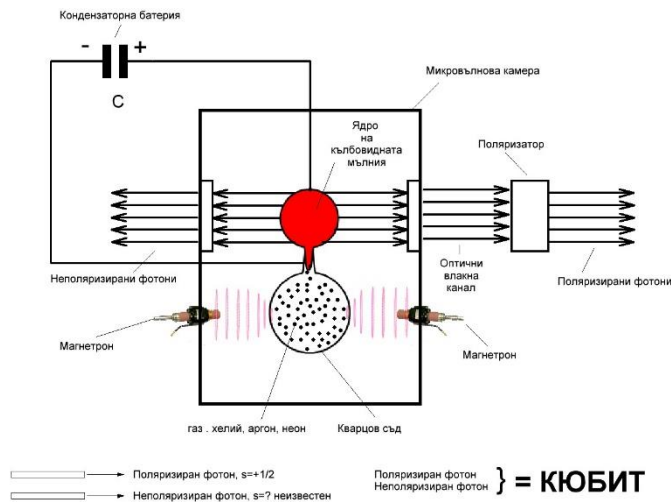 Кондензаторна батерия
- +
C
Микровълнова камера
Ядро
на
кълбовидната
мълния
Поляризатор
Неполяризирани фотони
Оптични
влакна
канал
Поляризирани фотони
Магнетрон
Магнетрон
газ . хелий, аргон, неон
Кварцов съд
Поляризиран фотон, s=+1/2
Неполяризиран фотон, s=? неизвестен
Поляризиран фотон
Неполяризиран фотон
} = КЮБИТ